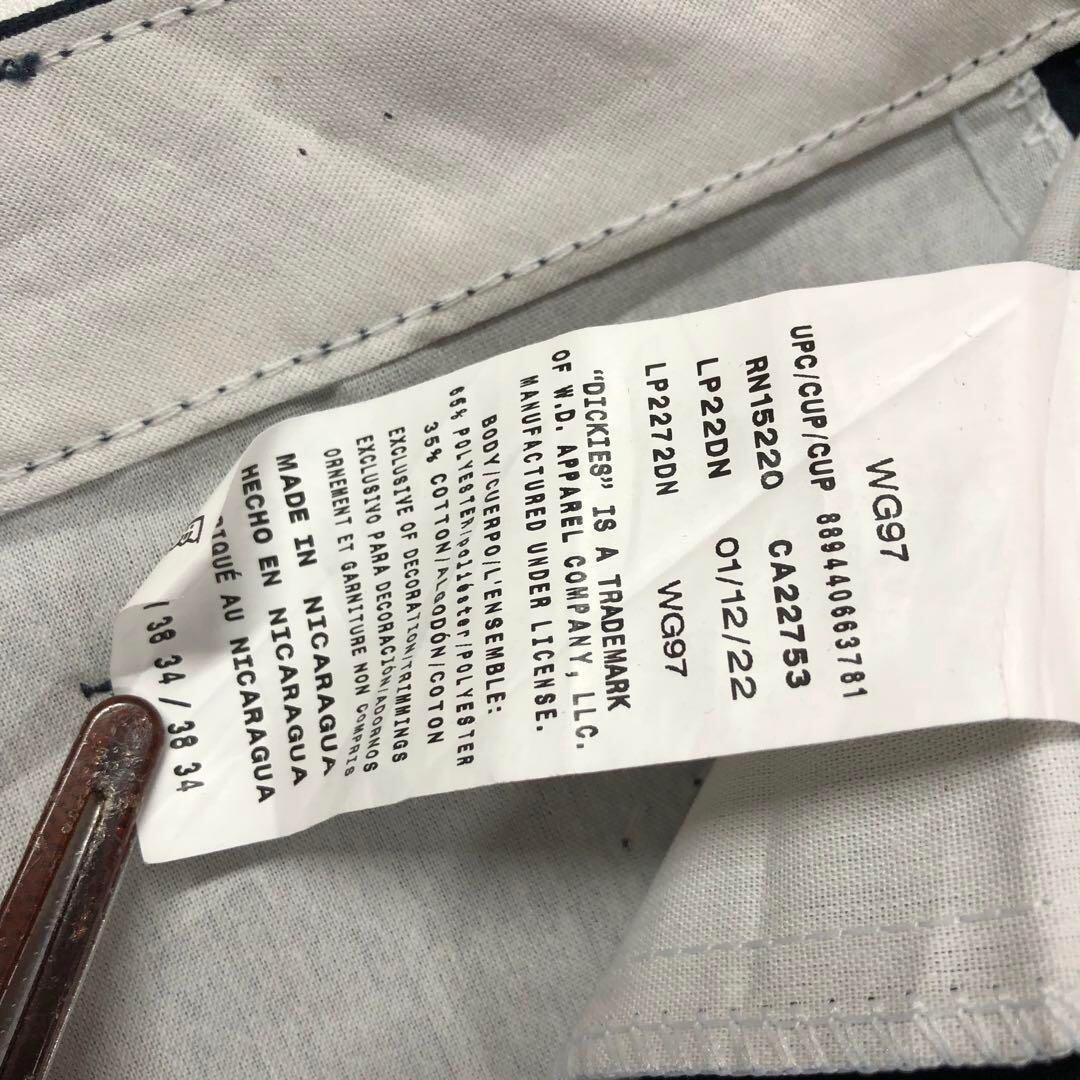 WG97
UPC/CUP/CUP 889440663781
RN15220 CA22753
LP22DN 01/12/22
LP2272DN WG97
"DICKIES" IS A TRADEMARK
OF W.D. APPAREL COMPANY, LLC.
MANUFACTURED UNDER LICENSE.
BODY/CUERPO/L'ENSEMBLE:
65% POLYESTER/poliéster/POLYESTER
35% COTTON/ALGODÓN/COTON
EXCLUSIVE OF DECORATION/TRIMMINGS
EXCLUSIVO PARA DECORACIÓN/ADORNOS
ORNEMENT ET GARNITURE NON COMPRIS
MADE IN NICARAGUA
HECHO EN NICARAGUA
RIQUÉ AU NICARAGUA
/ 38 34 / 38 34